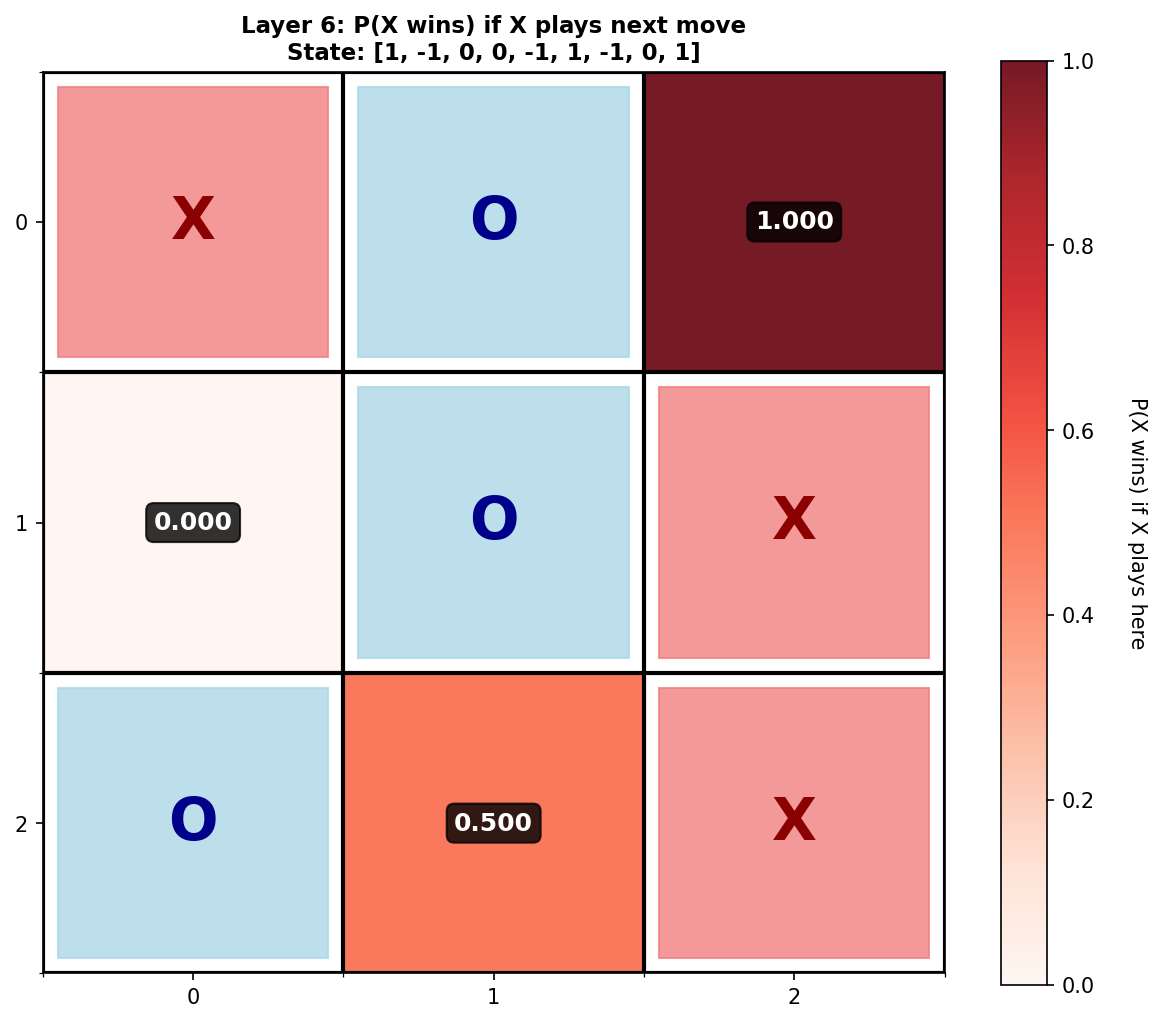 Layer 6: P(X wins) if X plays next move
State: [1, -1, 0, 0, -1, 1, -1, 0, 1]
1.0
0.8
0.6
0.4
0.2
0.0
P(X wins) if X plays here
0
X
O
1.000
1
0.000
O
X
2
O
0.500
X
0
1
2